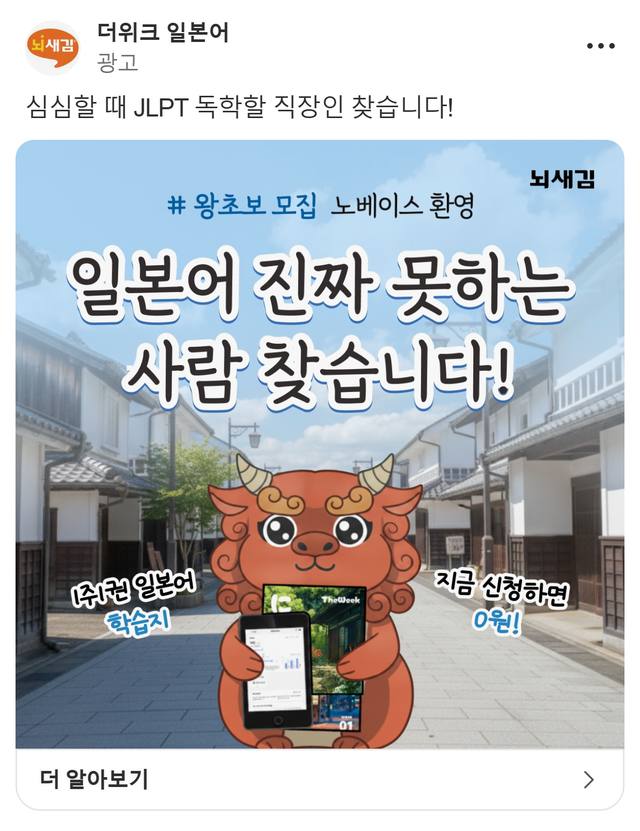 뇌새김
더위크 일본어
광고
심심할 때 JLPT 독학할 직장인 찾습니다!
뇌새김
# 왕초보 모집 노베이스 환영
일본어 진짜 못하는
사람 찾습니다!
1주1권 일본어
학습지
지금 신청하면
0원!
TheWeek
01
더 알아보기